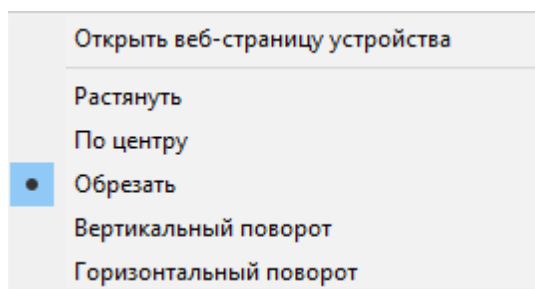 Открыть веб-страницу устройства
Растянуть
По центру
Обрезать
Вертикальный поворот
Горизонтальный поворот